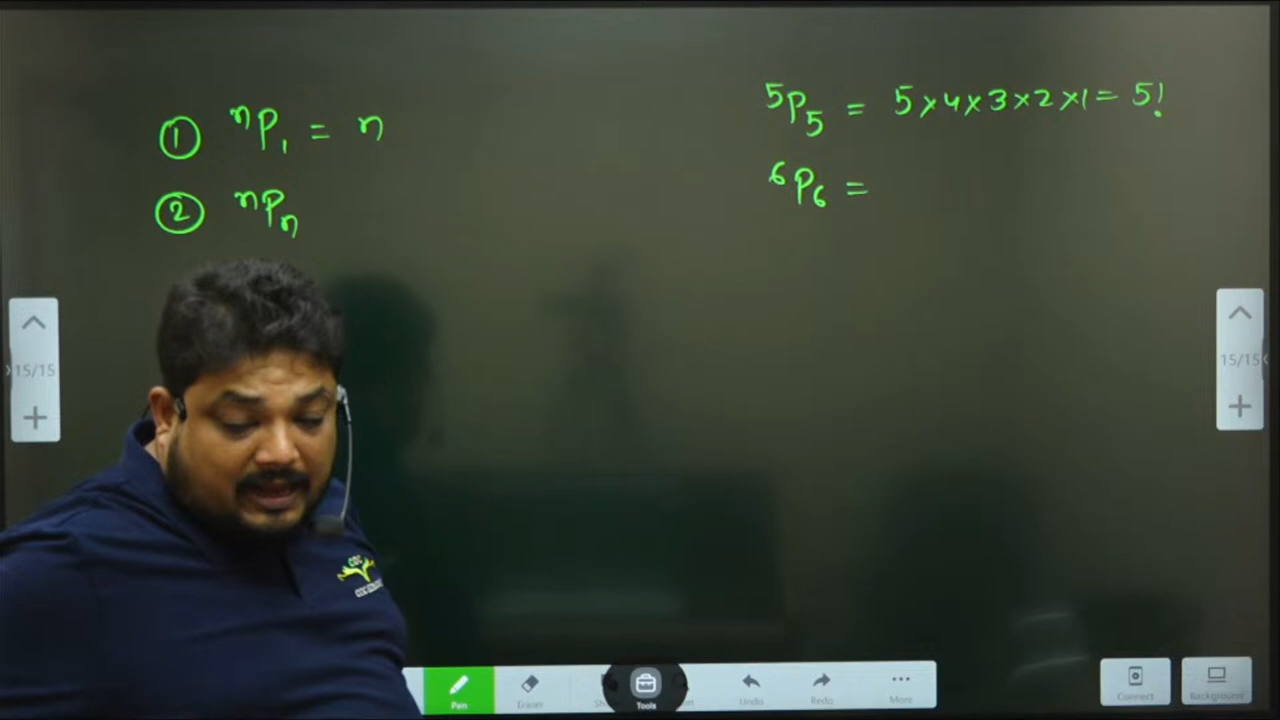 ① ⁿP₁ = n
② ⁿPₙ
⁵P₅ = 5×4×3×2×1 = 5!
⁶P₆ =
15/15
15/15
Pen
Eraser
Tools
Undo
Redo
More
Connect
Background
CDC